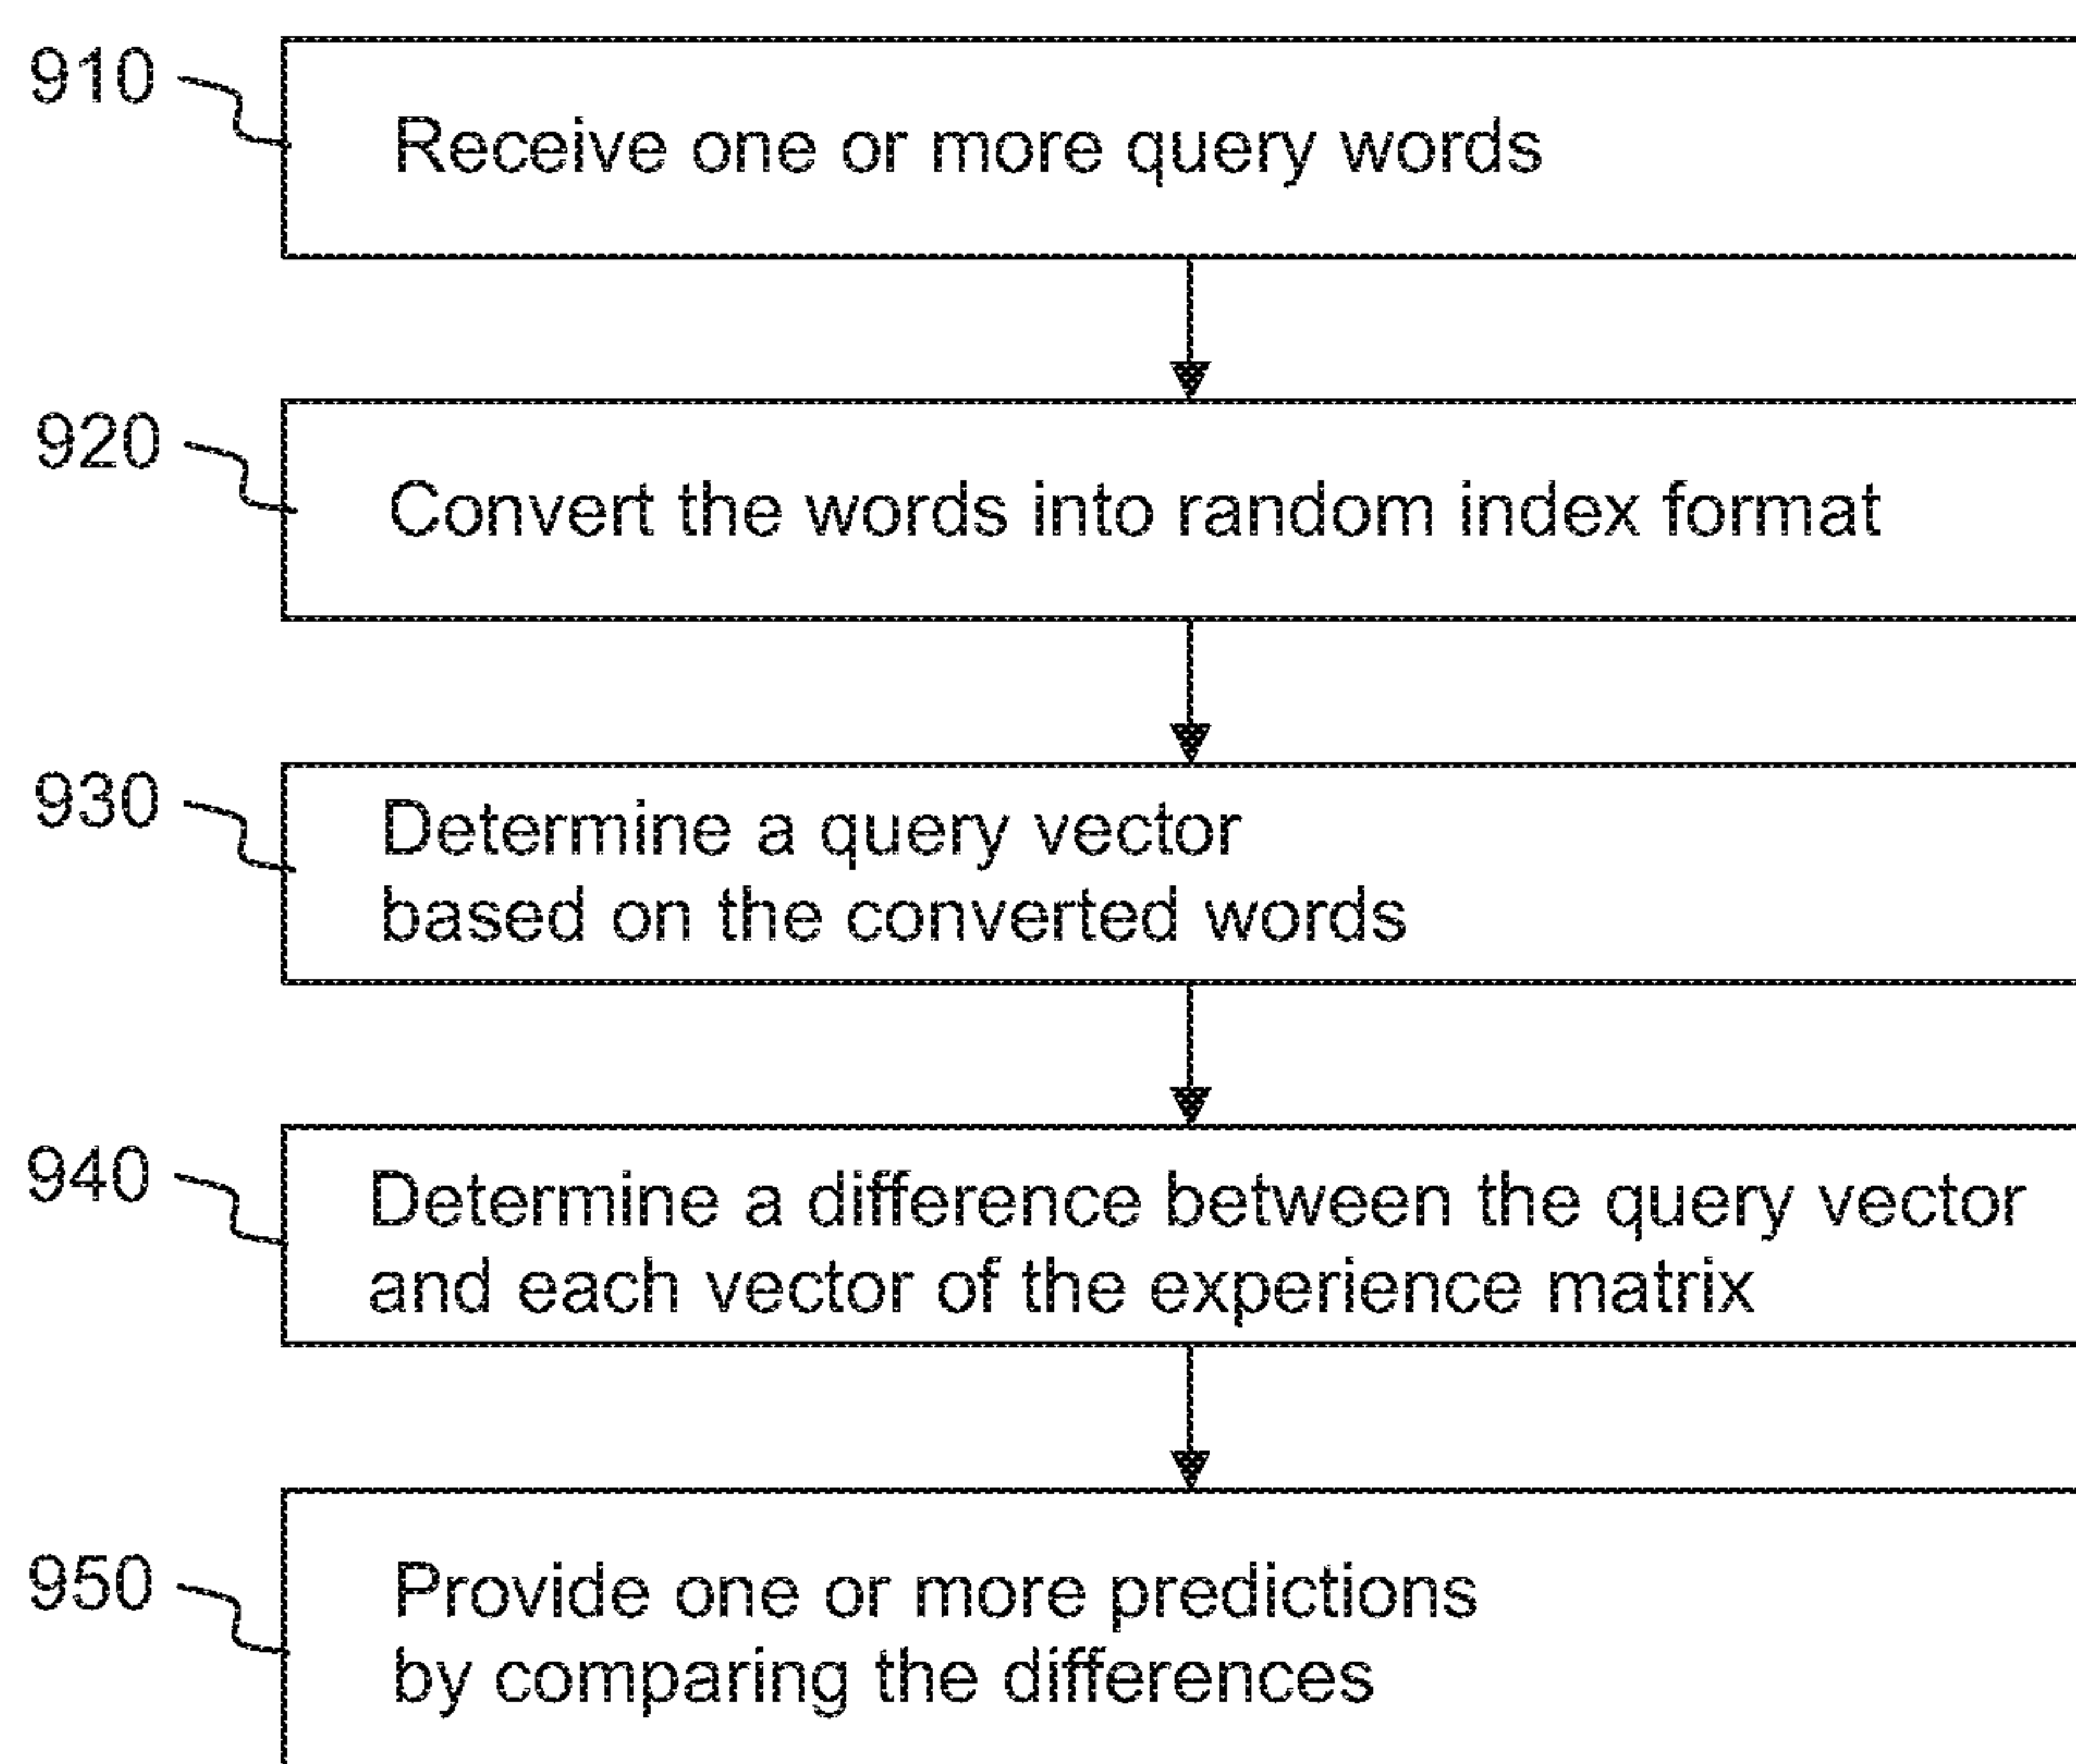 910
Receive one or more query words
920
Convert the words into random index format
930
Determine a query vector
based on the converted words
940
Determine a difference between the query vector
and each vector of the experience matrix
950
Provide one or more predictions
by comparing the differences